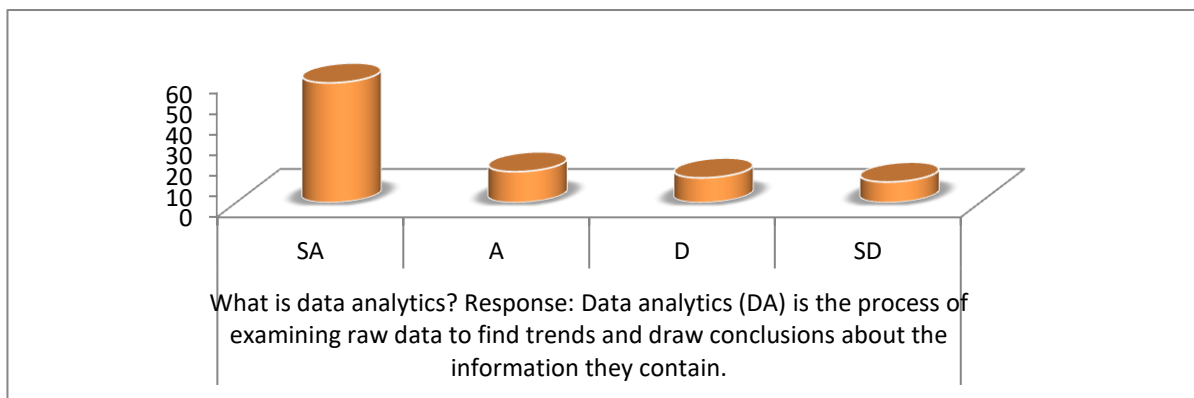 60
50
40
30
20
10
0
SA A D SD
What is data analytics? Response: Data analytics (DA) is the process of
examining raw data to find trends and draw conclusions about the
information they contain.